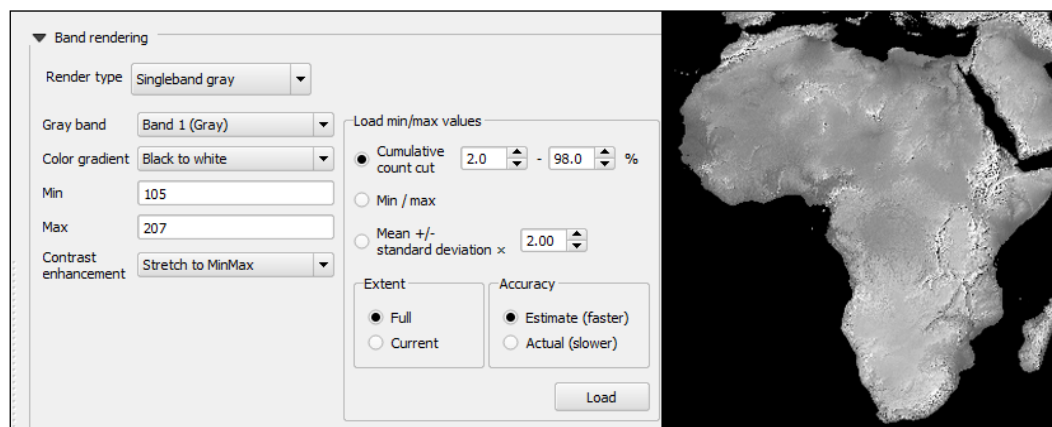 Band rendering
Render type Singleband gray
Gray band Band 1 (Gray)
Color gradient Black to white
Min 105
Max 207
Contrast
enhancement Stretch to MinMax
Load min/max values
Cumulative
count cut 2.0 - 98.0 %
Min / max
Mean +/-
standard deviation × 2.00
Extent
Full
Current
Accuracy
Estimate (faster)
Actual (slower)
Load